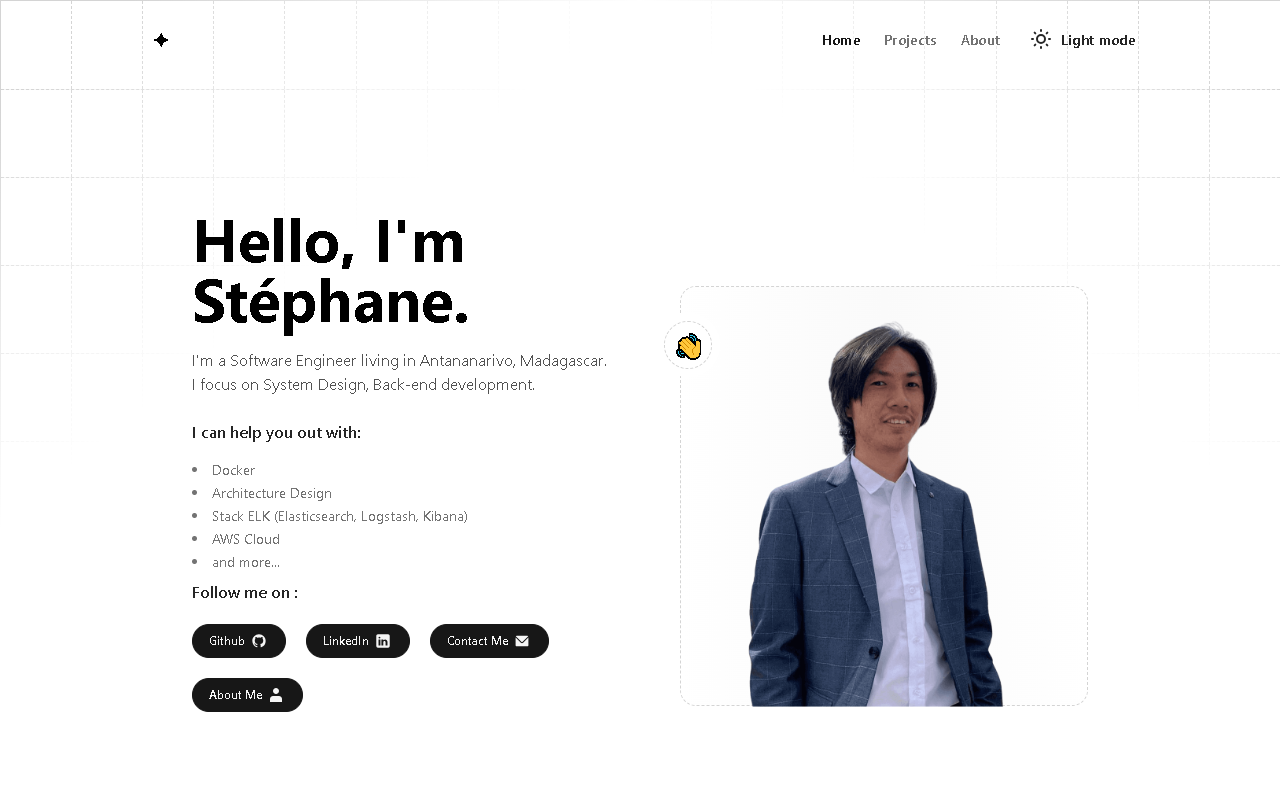 Home Projects About Light mode
Hello, I'm
Stéphane.
I'm a Software Engineer living in Antananarivo, Madagascar.
I focus on System Design, Back-end development.
I can help you out with:
Docker
Architecture Design
Stack ELK (Elasticsearch, Logstash, Kibana)
AWS Cloud
and more...
Follow me on :
Github LinkedIn Contact Me
About Me